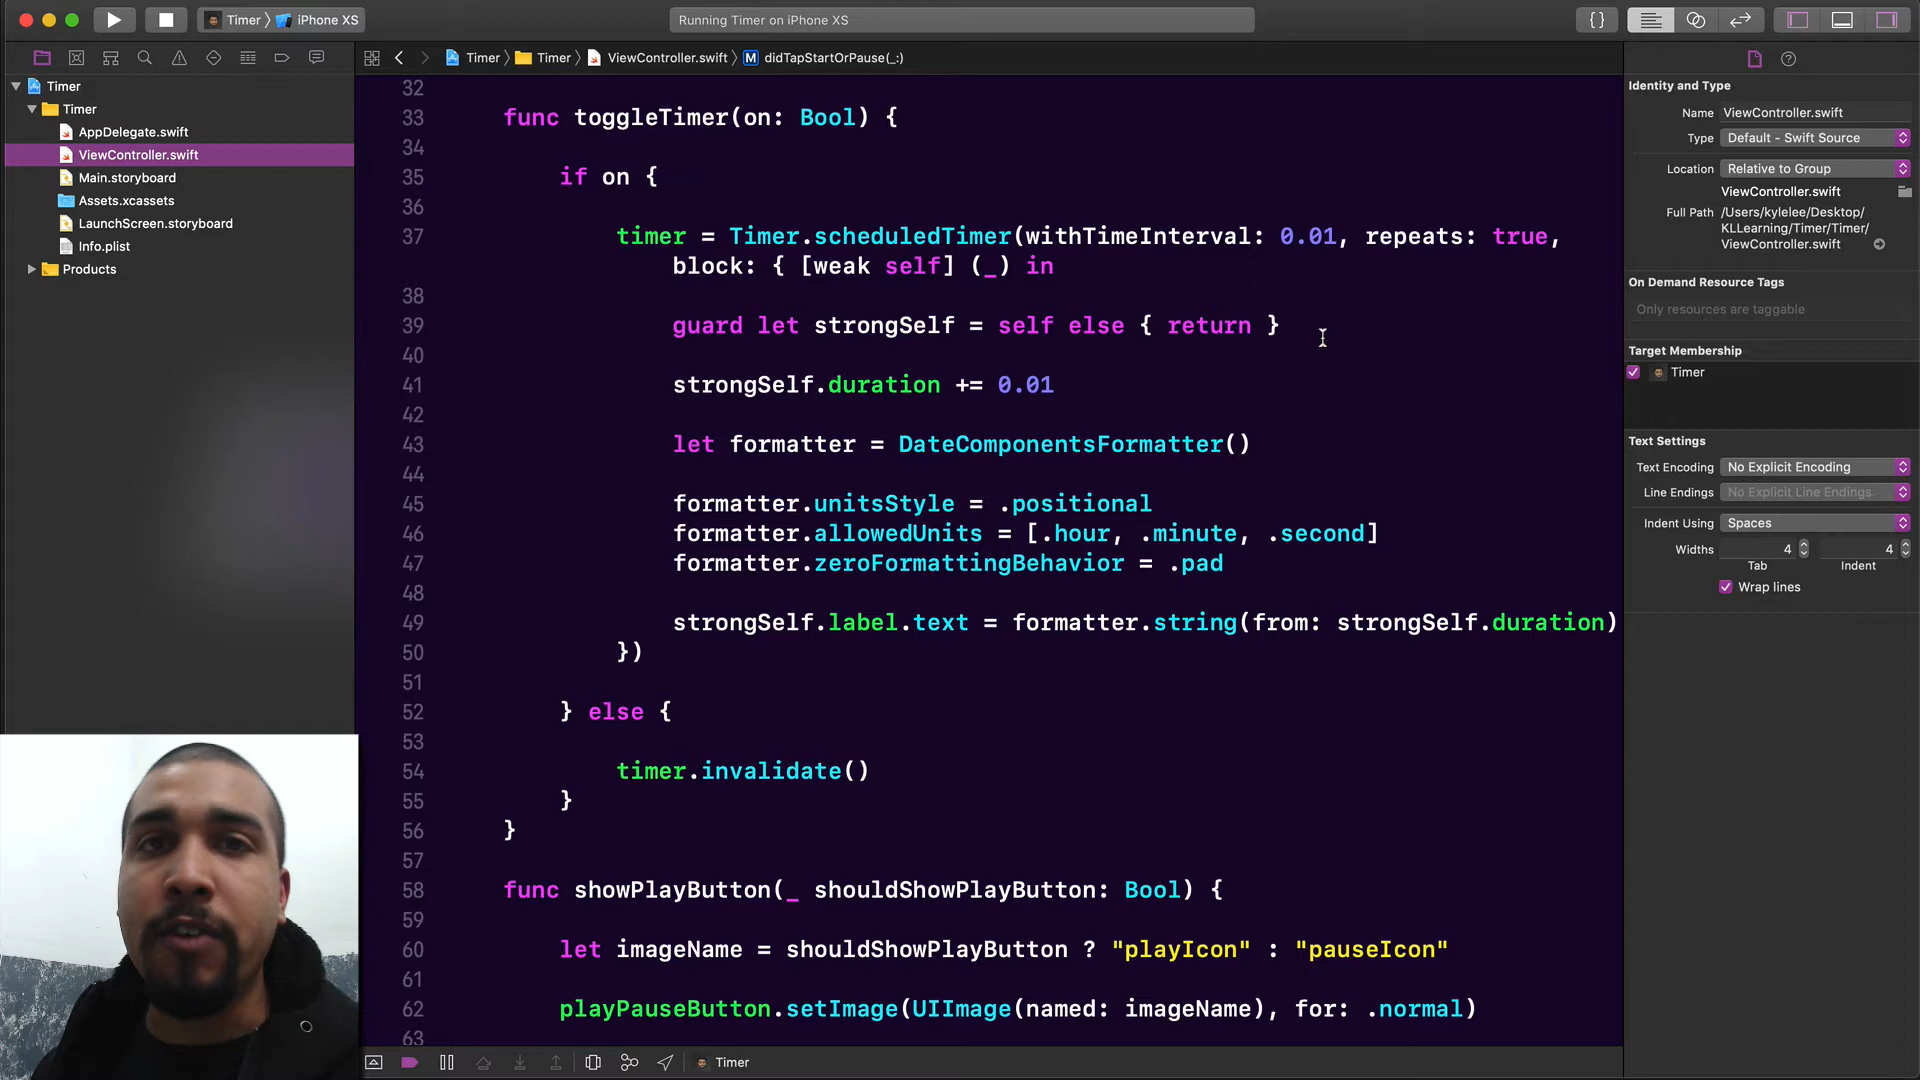 Timer 〉 iPhone XS
Running Timer on iPhone XS
{}
Timer 〉 Timer 〉 ViewController.swift 〉 M didTapStartOrPause(_:)
Timer
Timer
AppDelegate.swift
ViewController.swift
Main.storyboard
Assets.xcassets
LaunchScreen.storyboard
Info.plist
Products
32
33 func toggleTimer(on: Bool) {
34
35 if on {
36
37 timer = Timer.scheduledTimer(withTimeInterval: 0.01, repeats: true,
block: { [weak self] (_) in
38
39 guard let strongSelf = self else { return }
40
41 strongSelf.duration += 0.01
42
43 let formatter = DateComponentsFormatter()
44
45 formatter.unitsStyle = .positional
46 formatter.allowedUnits = [.hour, .minute, .second]
47 formatter.zeroFormattingBehavior = .pad
48
49 strongSelf.label.text = formatter.string(from: strongSelf.duration)
50 })
51
52 } else {
53
54 timer.invalidate()
55 }
56 }
57
58 func showPlayButton(_ shouldShowPlayButton: Bool) {
59
60 let imageName = shouldShowPlayButton ? "playIcon" : "pauseIcon"
61
62 playPauseButton.setImage(UIImage(named: imageName), for: .normal)
63
Timer
Identity and Type
Name ViewController.swift
Type Default - Swift Source
Location Relative to Group
ViewController.swift
Full Path /Users/kylelee/Desktop/
KLLearning/Timer/Timer/
ViewController.swift
On Demand Resource Tags
Only resources are taggable
Target Membership
Timer
Text Settings
Text Encoding No Explicit Encoding
Line Endings No Explicit Line Endings
Indent Using Spaces
Widths 4 4
Tab Indent
Wrap lines